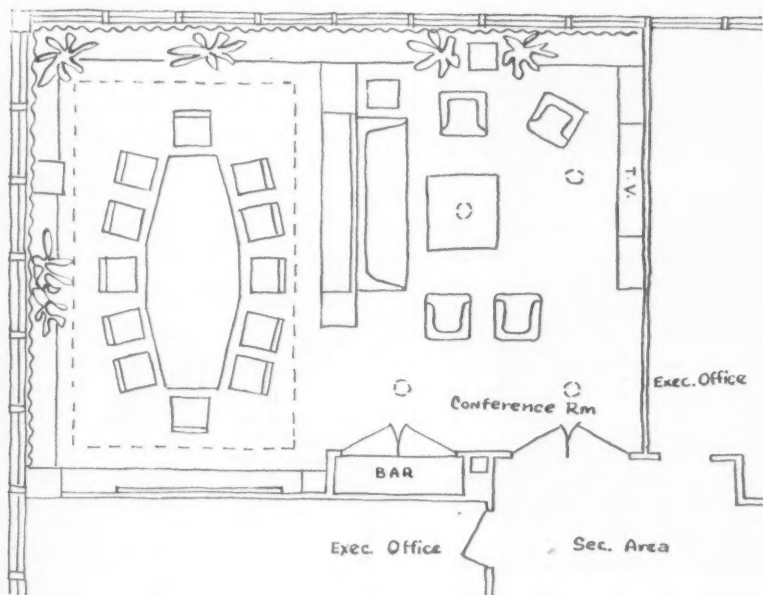 T.V.
Exec. Office
Conference Rm
BAR
Exec. Office
Sec. Area